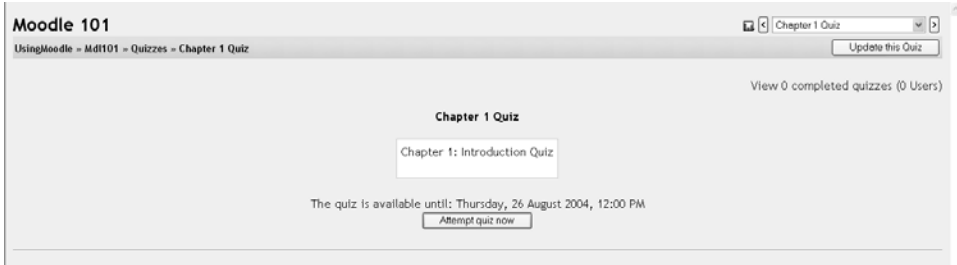 Moodle 101
< Chapter 1 Quiz >
UsingMoodle » Mdl101 » Quizzes » Chapter 1 Quiz
Update this Quiz
View 0 completed quizzes (0 Users)
Chapter 1 Quiz
Chapter 1: Introduction Quiz
The quiz is available until: Thursday, 26 August 2004, 12:00 PM
Attempt quiz now